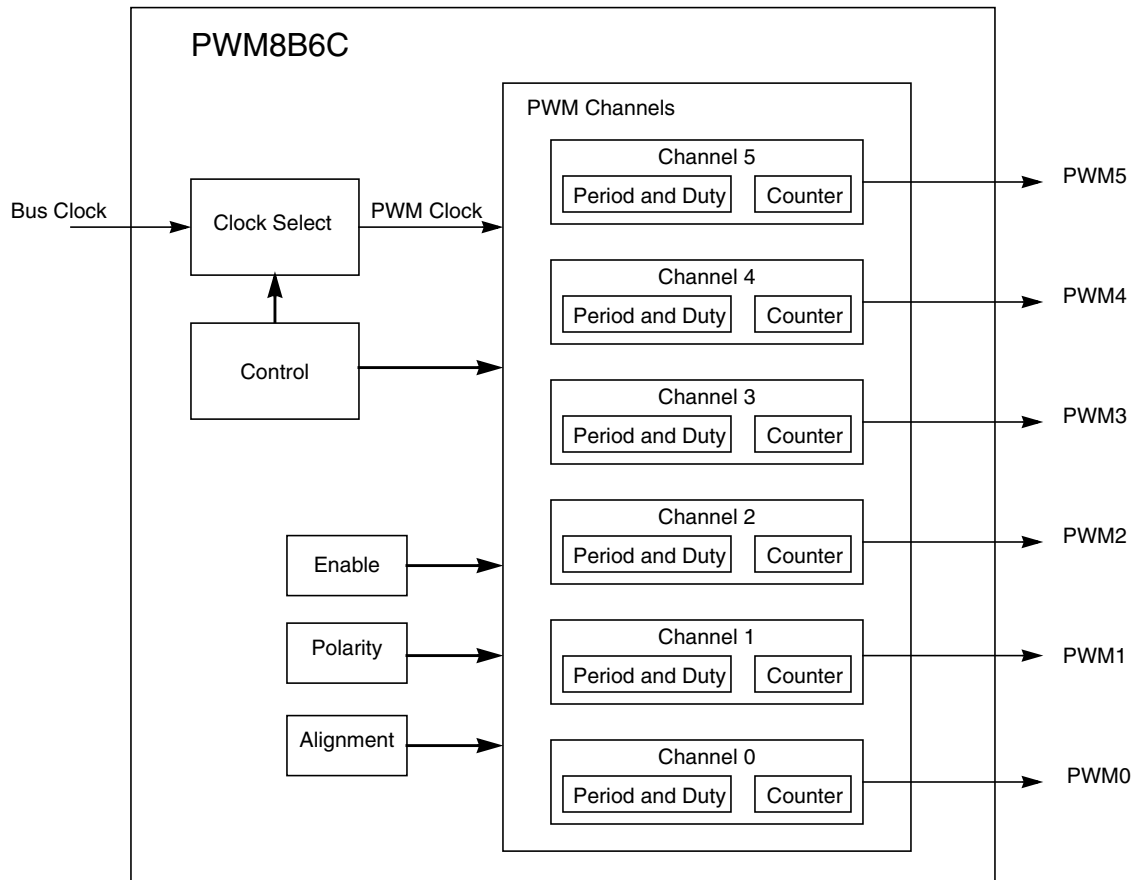 PWM8B6C
PWM Channels
Channel 5
Period and Duty
Counter
PWM5
Bus Clock
Clock Select
PWM Clock
Channel 4
Period and Duty
Counter
PWM4
Control
Channel 3
Period and Duty
Counter
PWM3
Channel 2
Period and Duty
Counter
PWM2
Enable
Polarity
Channel 1
Period and Duty
Counter
PWM1
Alignment
Channel 0
Period and Duty
Counter
PWM0